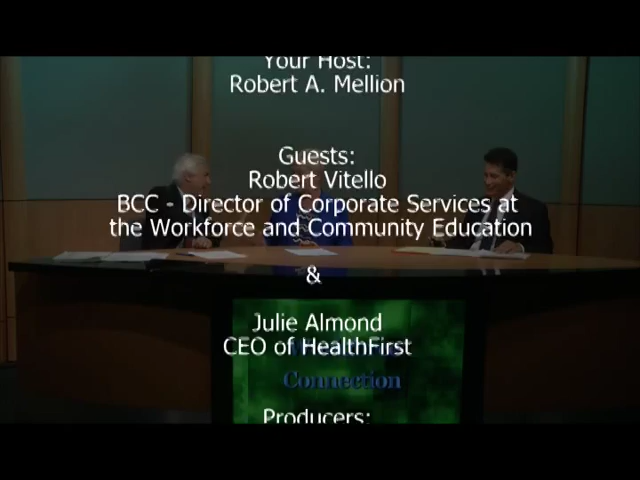 Your Host:
Robert A. Mellion
Guests:
Robert Vitello
BCC - Director of Corporate Services at
the Workforce and Community Education
&
Julie Almond
CEO of HealthFirst
Connection
Producers: